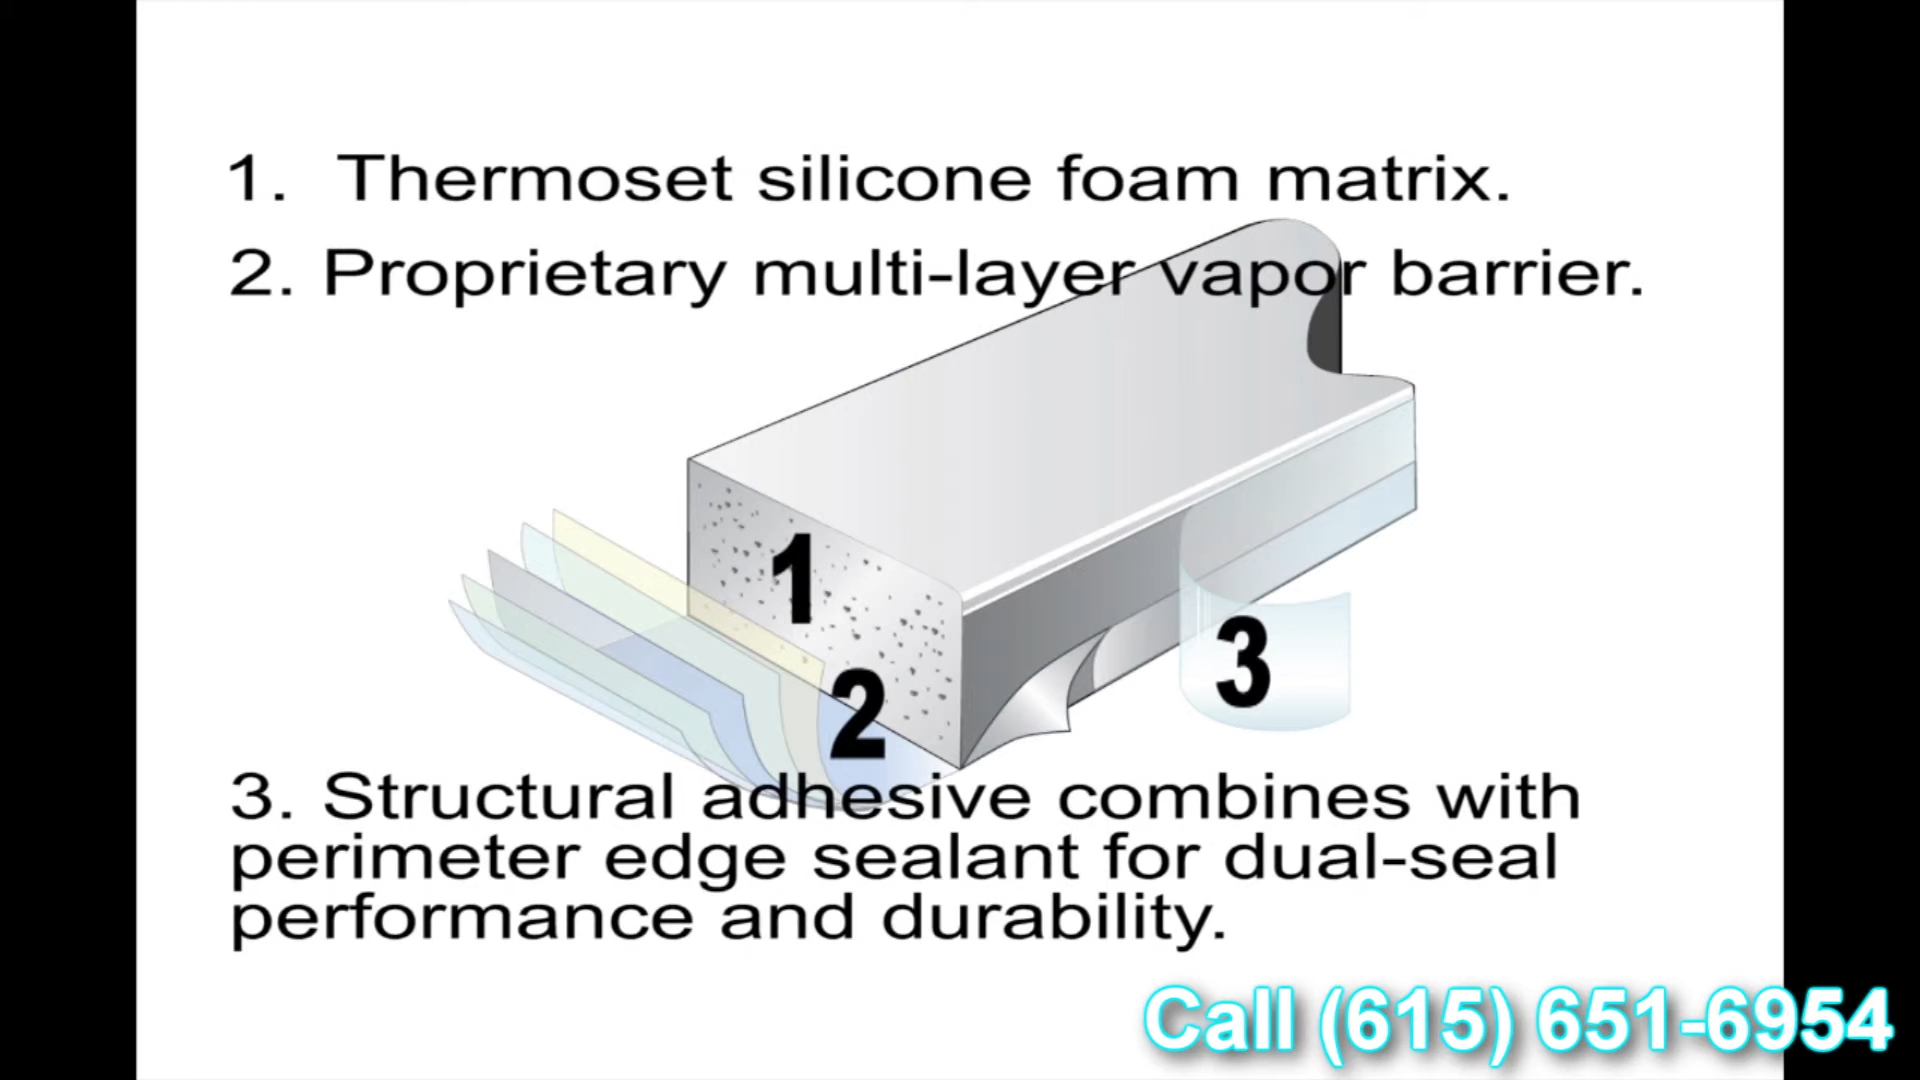 1. Thermoset silicone foam matrix.
2. Proprietary multi-layer vapor barrier.
1
2
3
3. Structural adhesive combines with
perimeter edge sealant for dual-seal
performance and durability.
Call (615) 651-6954